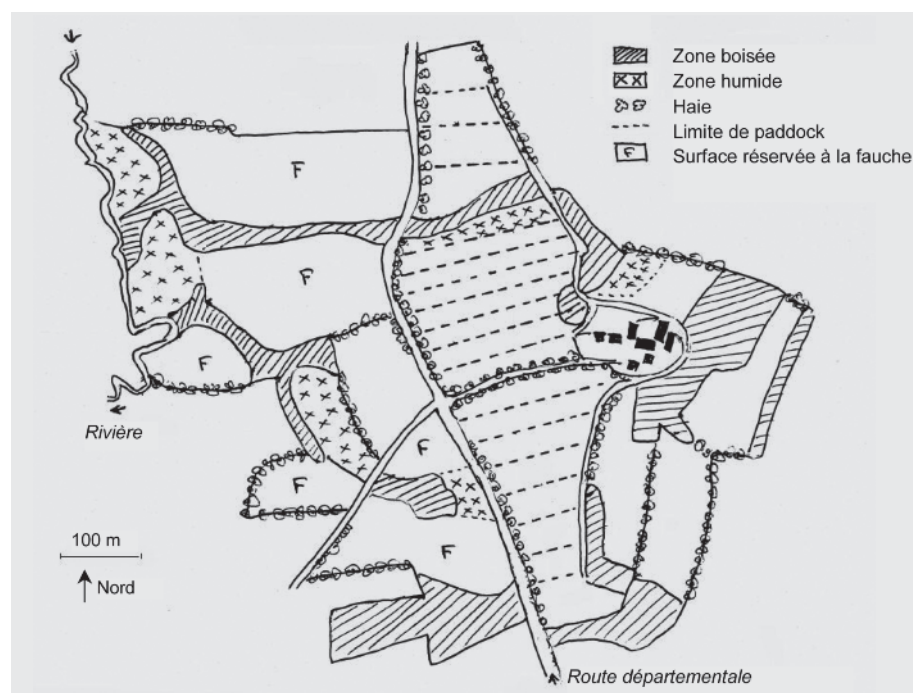 Zone boisée
Zone humide
Haie
Limite de paddock
F Surface réservée à la fauche
F
F
F
F
F
F
Rivière
100 m
Nord
Route départementale